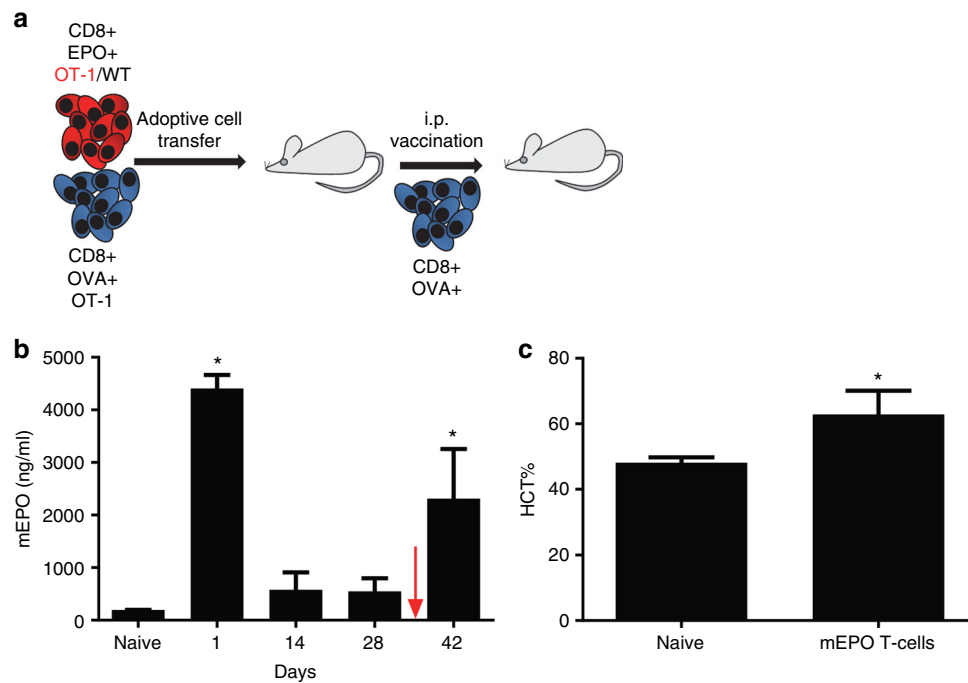 a
CD8+
EPO+
OT-1/WT
Adoptive cell
transfer
i.p.
vaccination
CD8+
OVA+
OT-1
CD8+
OVA+
b
mEPO (ng/ml)
5000
4000
3000
2000
1000
0
*
*
Naive
1
14
28
42
Days
c
HCT%
80
60
40
20
0
*
Naive
mEPO T-cells